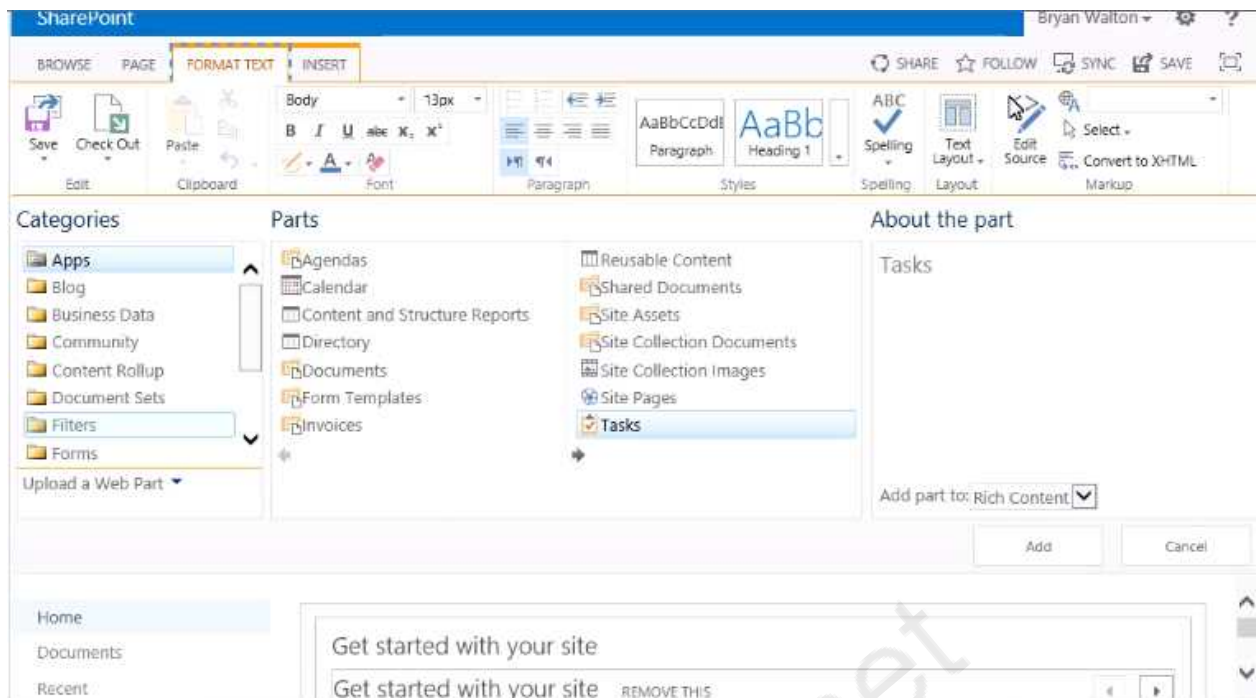 SharePoint Bryan Walton ?
BROWSE PAGE FORMAT TEXT INSERT SHARE FOLLOW SYNC SAVE
Body 13px ABC
AaBbCcDdI AaBb
B I U abc X₂ X² Select
Save Check Out Paste Paragraph Heading 1 Spelling Text Layout Edit Source
A Convert to XHTML
Edit Clipboard Font Paragraph Styles Spelling Layout Markup
Categories Parts About the part
Apps Agendas Reusable Content Tasks
Blog Calendar Shared Documents
Business Data Content and Structure Reports Site Assets
Community Directory Site Collection Documents
Content Rollup Documents Site Collection Images
Document Sets Form Templates Site Pages
Filters Invoices Tasks
Forms
Upload a Web Part
Add part to: Rich Content
Add Cancel
Home
Get started with your site
Documents
Recent Get started with your site REMOVE THIS